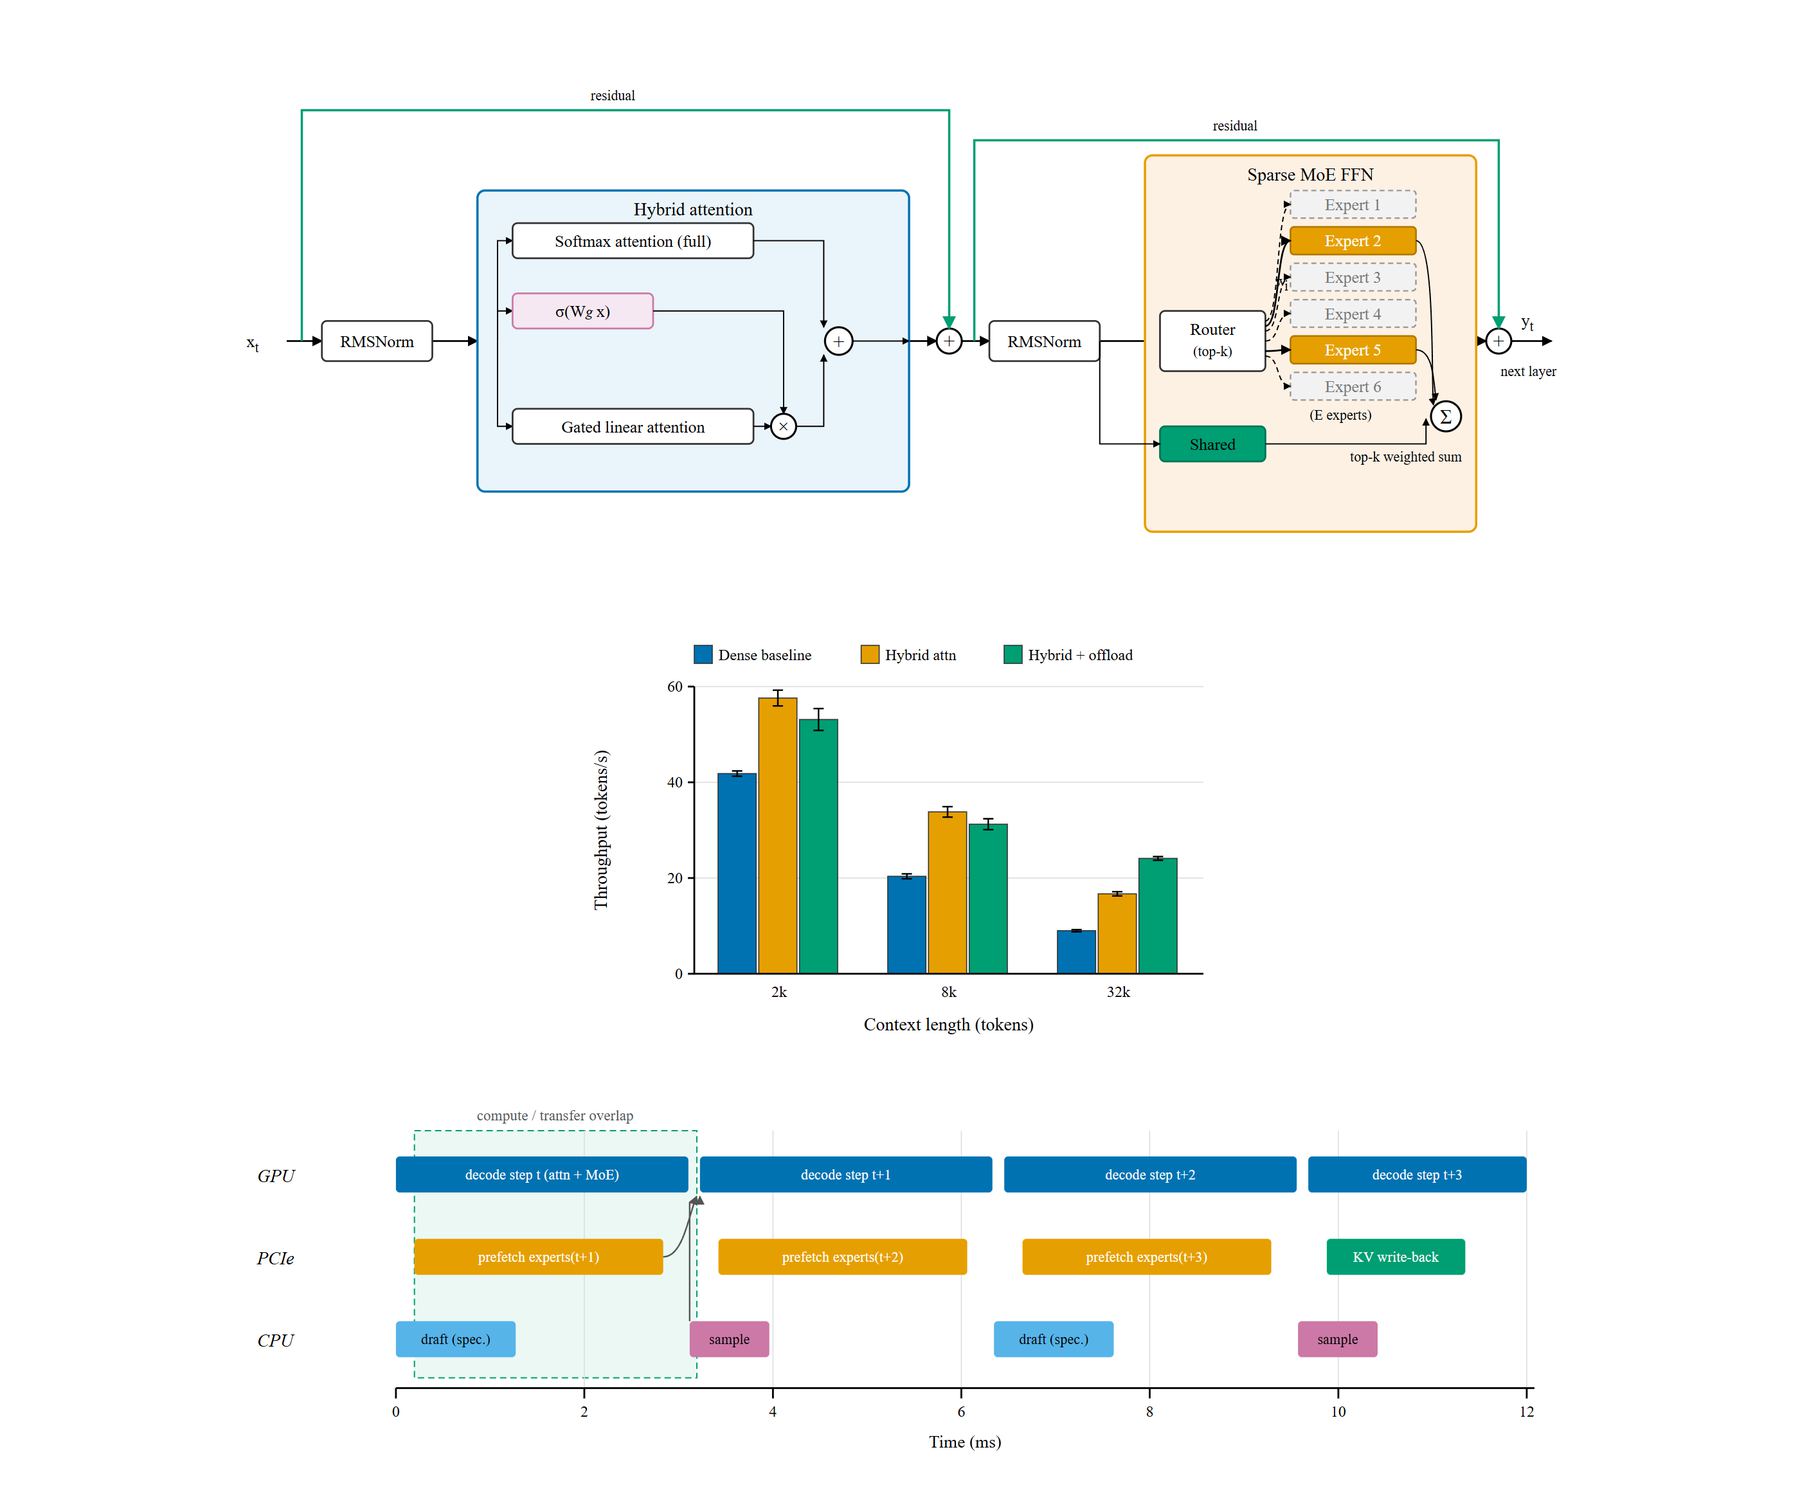 residual
residual
Sparse MoE FFN
Expert 1
Hybrid attention
Softmax attention (full)
Expert 2
Expert 3
σ(Wg x)
Expert 4
xt
RMSNorm
+
+
RMSNorm
Router
(top-k)
Expert 5
+
yt
next layer
Expert 6
(E experts)
Gated linear attention
×
Σ
Shared
top-k weighted sum
Dense baseline
Hybrid attn
Hybrid + offload
60
40
20
0
Throughput (tokens/s)
2k
8k
32k
Context length (tokens)
compute / transfer overlap
GPU
decode step t (attn + MoE)
decode step t+1
decode step t+2
decode step t+3
PCIe
prefetch experts(t+1)
prefetch experts(t+2)
prefetch experts(t+3)
KV write-back
CPU
draft (spec.)
sample
draft (spec.)
sample
0
2
4
6
8
10
12
Time (ms)